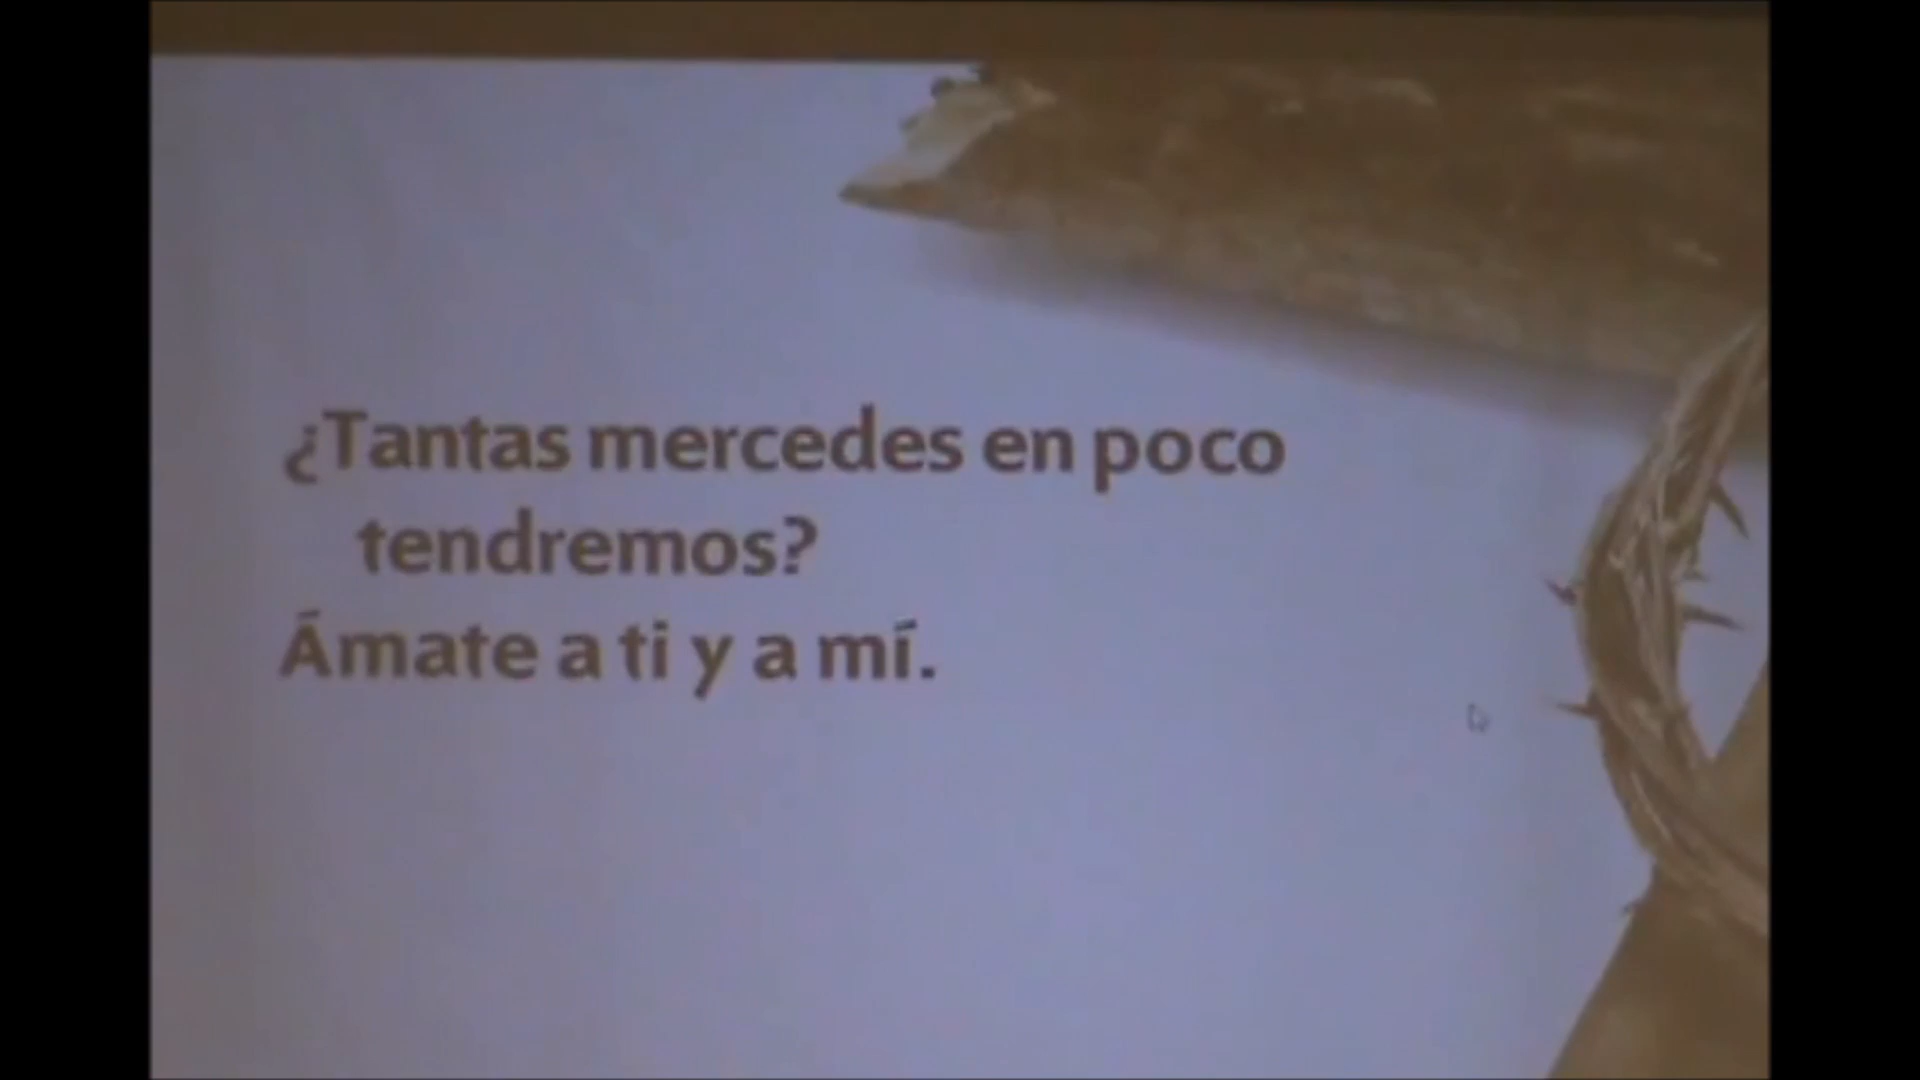 ¿Tantas mercedes en poco
tendremos?
Ámate a ti y a mí.